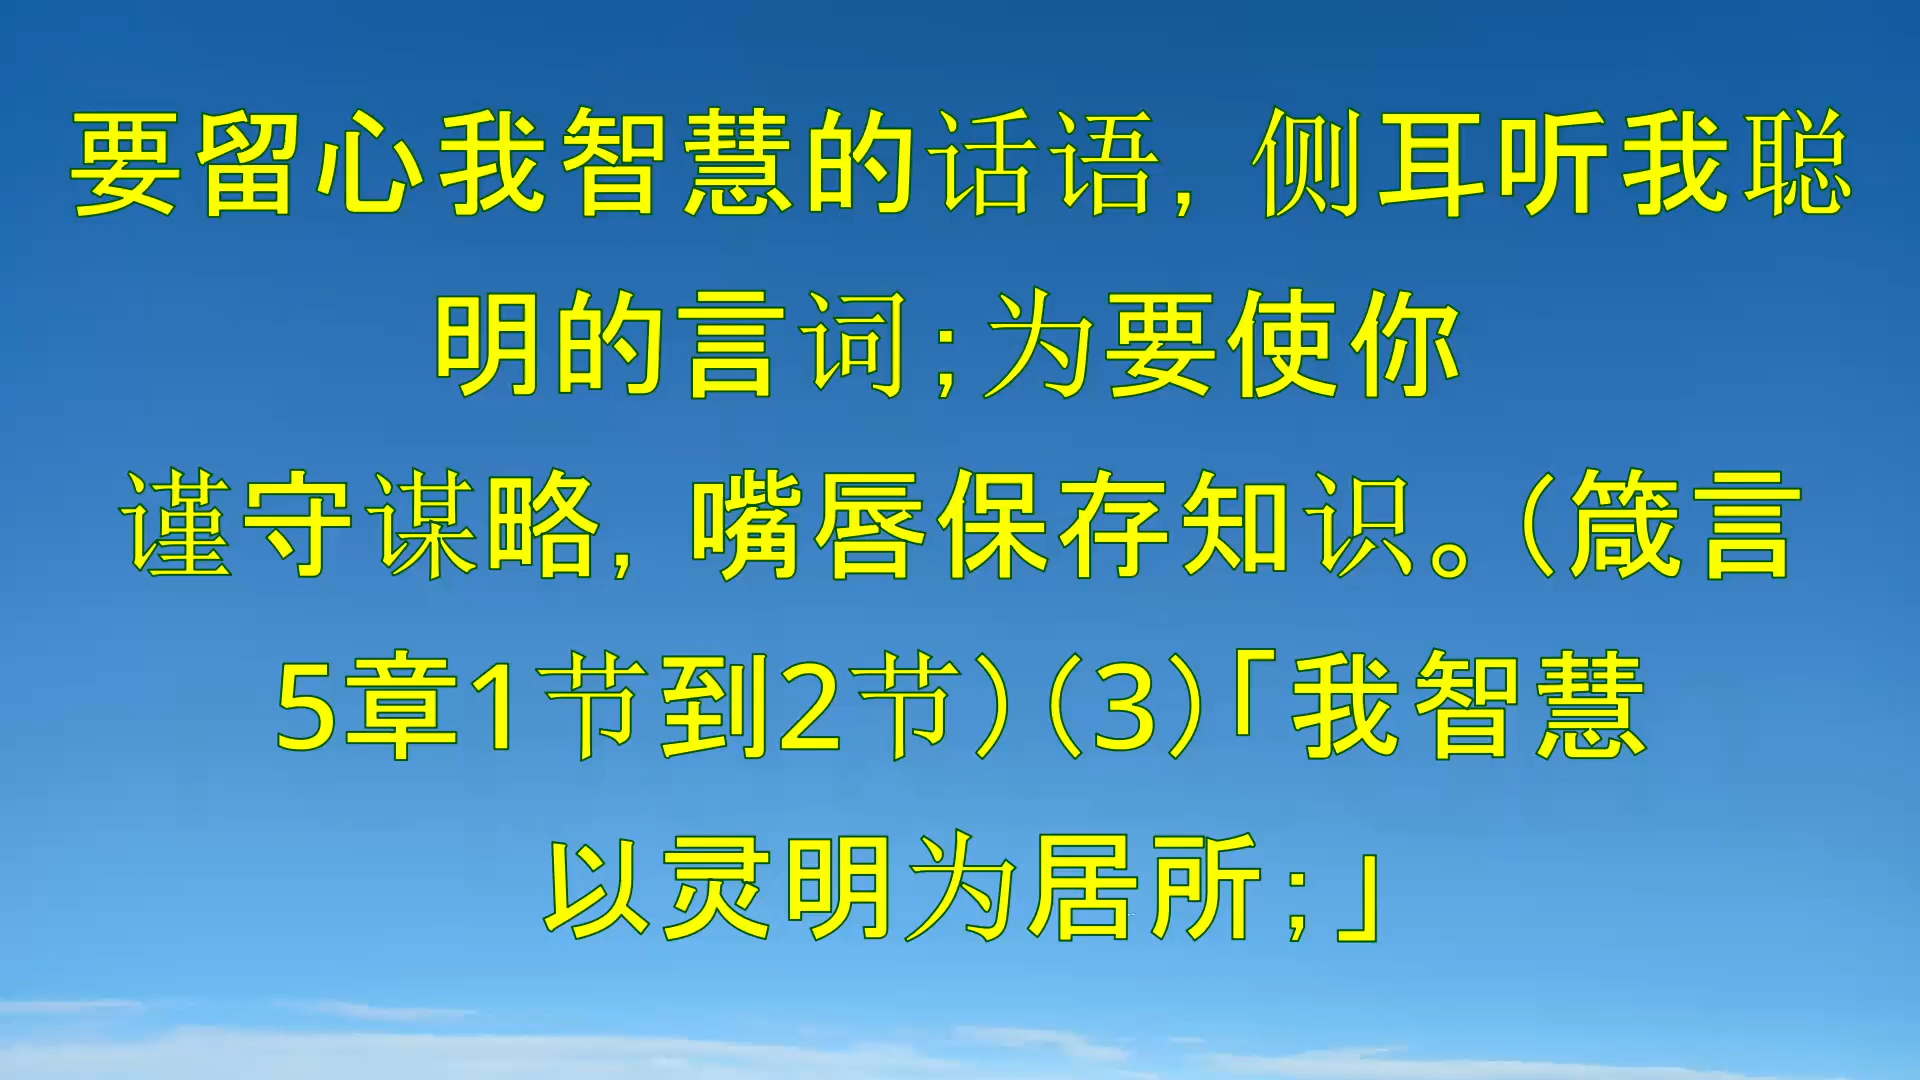 要留心我智慧的话语, 侧耳听我聪
明的言词;为要使你
谨守谋略, 嘴唇保存知识。(箴言
5章1节到2节)(3)「我智慧
以灵明为居所;」